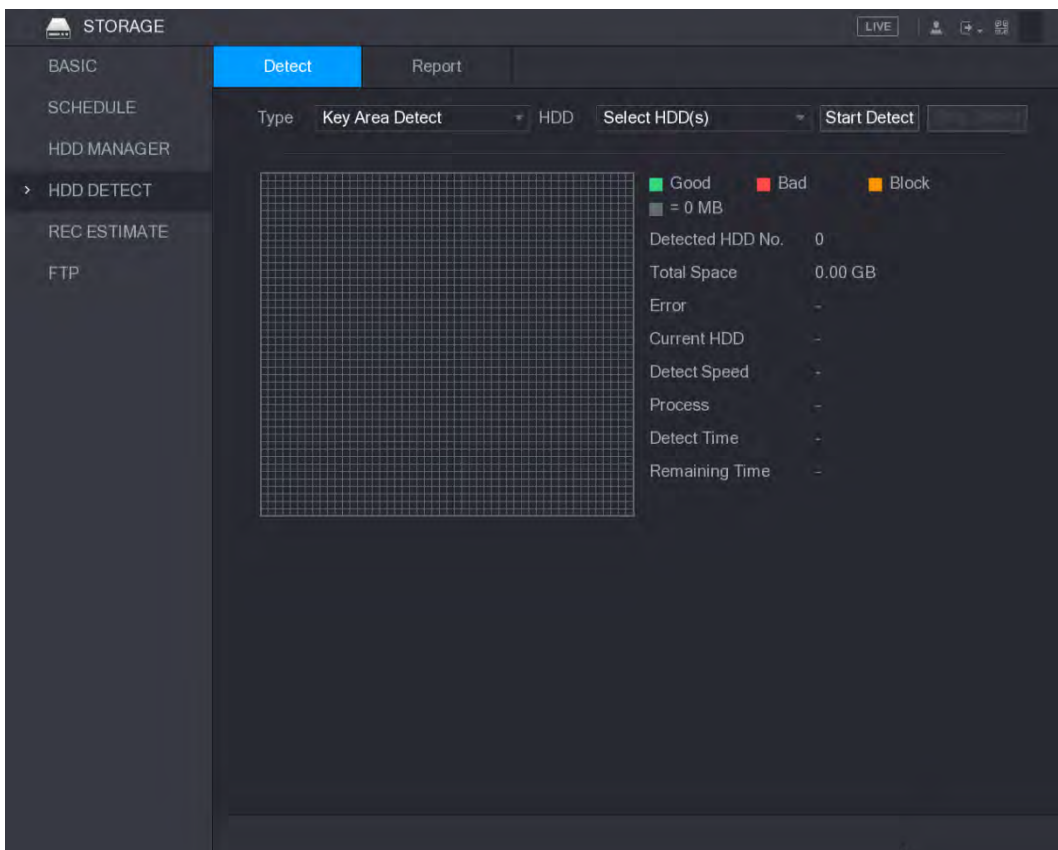 STORAGE
LIVE
BASIC
SCHEDULE
HDD MANAGER
HDD DETECT
REC ESTIMATE
FTP
Detect Report
Type Key Area Detect HDD Select HDD(s) Start Detect
Good Bad Block
= 0 MB
Detected HDD No. 0
Total Space 0.00 GB
Error -
Current HDD -
Detect Speed -
Process -
Detect Time -
Remaining Time -